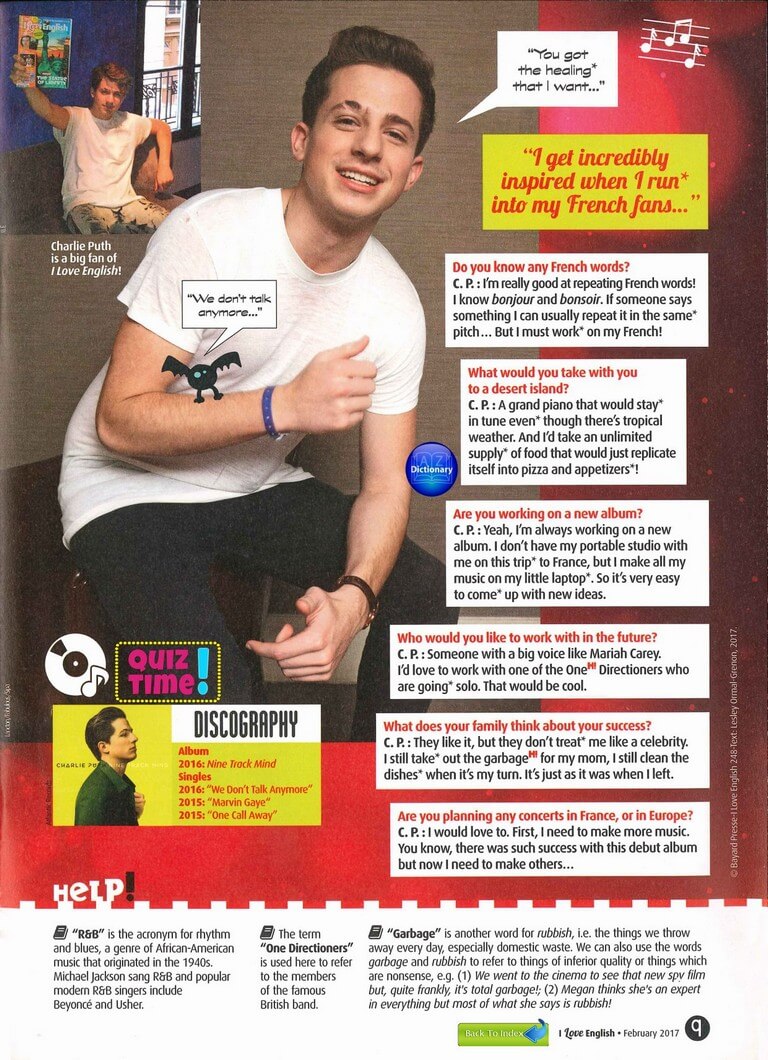 I Love English
THE STATUE
OF LIBERTY
"You got
the healing*
that I want..."
"I get incredibly
inspired when I run*
into my French fans..."
Charlie Puth
is a big fan of
I Love English!
"We don't talk
anymore..."
Do you know any French words?
C. P. : I'm really good at repeating French words!
I know bonjour and bonsoir. If someone says
something I can usually repeat it in the same*
pitch... But I must work* on my French!
What would you take with you
to a desert island?
C. P. : A grand piano that would stay*
in tune even* though there's tropical
weather. And I'd take an unlimited
supply* of food that would just replicate
itself into pizza and appetizers*!
AZ
Dictionary
Are you working on a new album?
C. P. : Yeah, I'm always working on a new
album. I don't have my portable studio with
me on this trip* to France, but I make all my
music on my little laptop*. So it's very easy
to come* up with new ideas.
Who would you like to work with in the future?
C. P. : Someone with a big voice like Mariah Carey.
I'd love to work with one of the One H! Directioners who
are going* solo. That would be cool.
What does your family think about your success?
C. P. : They like it, but they don't treat* me like a celebrity.
I still take* out the garbage H! for my mom, I still clean the
dishes* when it's my turn. It's just as it was when I left.
Are you planning any concerts in France, or in Europe?
C. P. : I would love to. First, I need to make more music.
You know, there was such success with this debut album
but now I need to make others...
QUIZ
TIME!
DISCOGRAPHY
CHARLIE PUTH NINE TRACK MIND
Album
2016: Nine Track Mind
Singles
2016: "We Don't Talk Anymore"
2015: "Marvin Gaye"
2015: "One Call Away"
© Bayard Presse-I Love English 248-Text: Lesley Ormal-Grenon, 2017.
HELP!
"R&B" is the acronym for rhythm
and blues, a genre of African-American
music that originated in the 1940s.
Michael Jackson sang R&B and popular
modern R&B singers include
Beyoncé and Usher.
The term
"One Directioners"
is used here to refer
to the members
of the famous
British band.
"Garbage" is another word for rubbish, i.e. the things we throw
away every day, especially domestic waste. We can also use the words
garbage and rubbish to refer to things of inferior quality or things which
are nonsense, e.g. (1) We went to the cinema to see that new spy film
but, quite frankly, it's total garbage!; (2) Megan thinks she's an expert
in everything but most of what she says is rubbish!
Back To Index
I Love English • February 2017 9